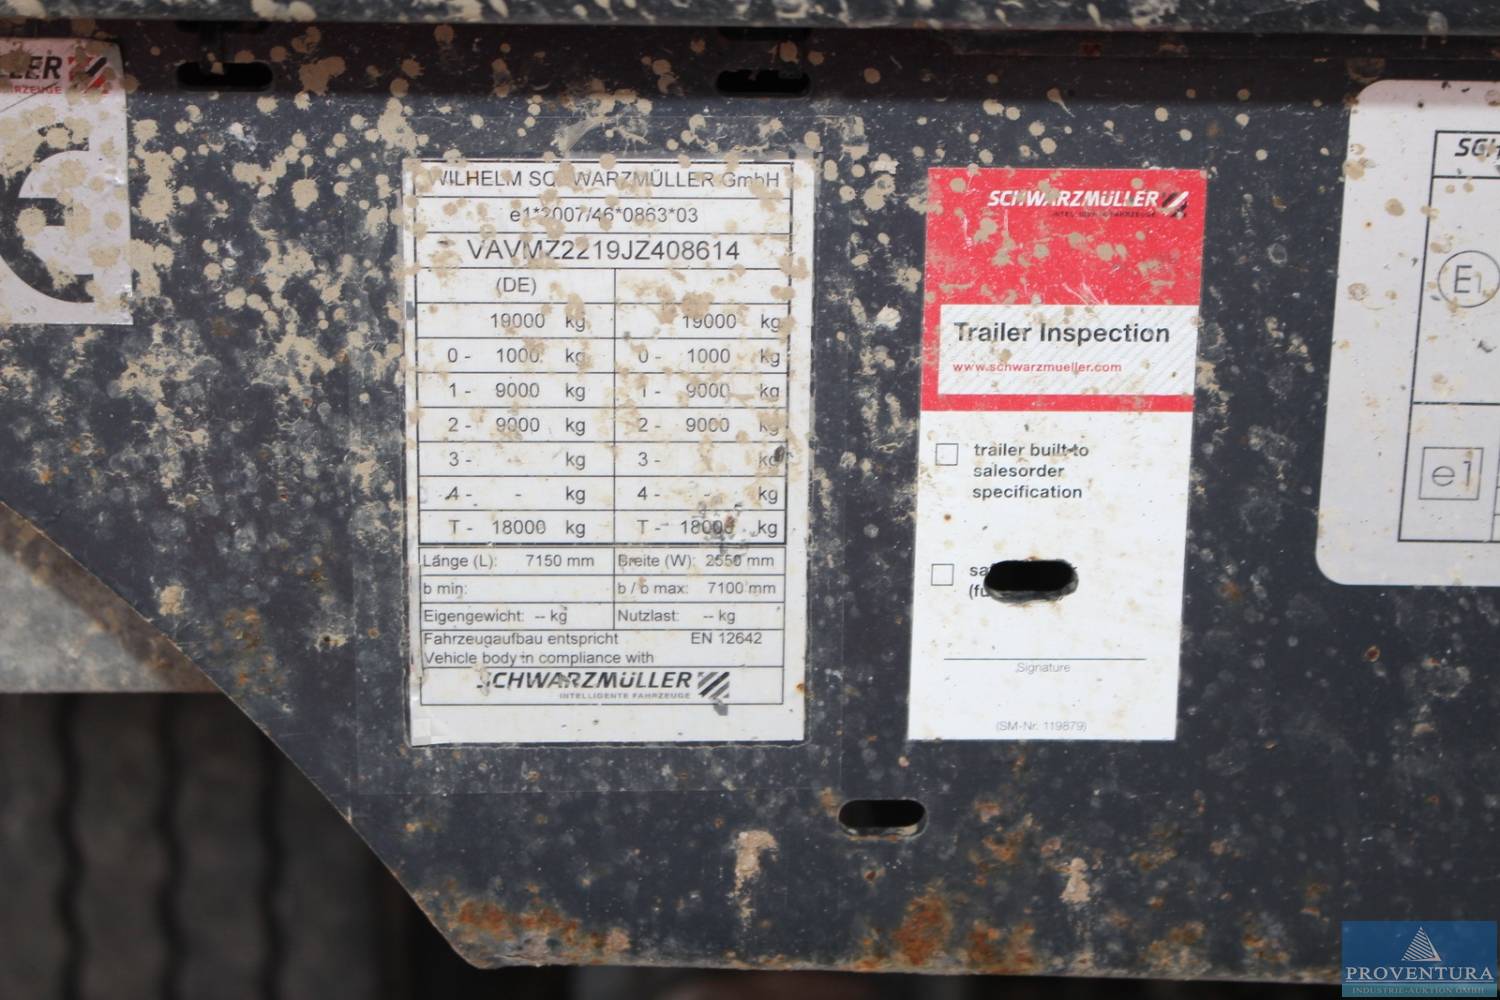 WILHELM SCHWARZMÜLLER GmbH
e1*2007/46*0863*03
VAVMZ2219JZ408614
(DE)
19000 kg 19000 kg
0 - 1000 kg 0 - 1000 kg
1 - 9000 kg 1 - 9000 kg
2 - 9000 kg 2 - 9000 kg
3 - - kg 3 - kg
4 - - kg 4 - - kg
T - 18000 kg T - 18000 kg
Länge (L): 7150 mm Breite (W): 2550 mm
b min: b / b max: 7100 mm
Eigengewicht: -- kg Nutzlast: -- kg
Fahrzeugaufbau entspricht EN 12642
Vehicle body in compliance with
SCHWARZMÜLLER
INTELLIGENTE FAHRZEUGE
SCHWARZMÜLLER
INTELLIGENTE FAHRZEUGE
Trailer Inspection
www.schwarzmueller.com
trailer built to
salesorder
specification
Signature
(SM-Nr. 119879)
E1
e1
PROVENTURA
INDUSTRIE-AUKTION GMBH